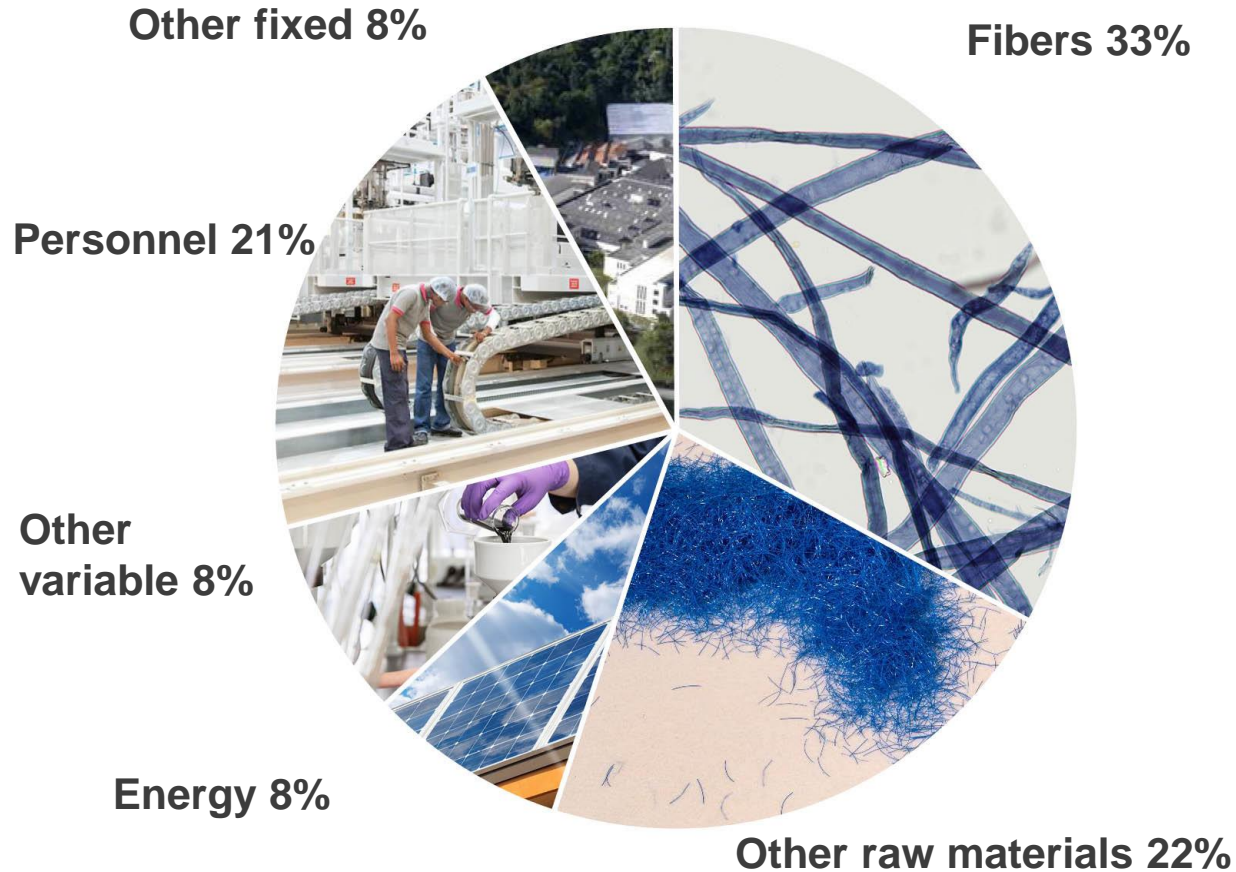 Other fixed 8%
Fibers 33%
Personnel 21%
Other
variable 8%
Energy 8%
Other raw materials 22%